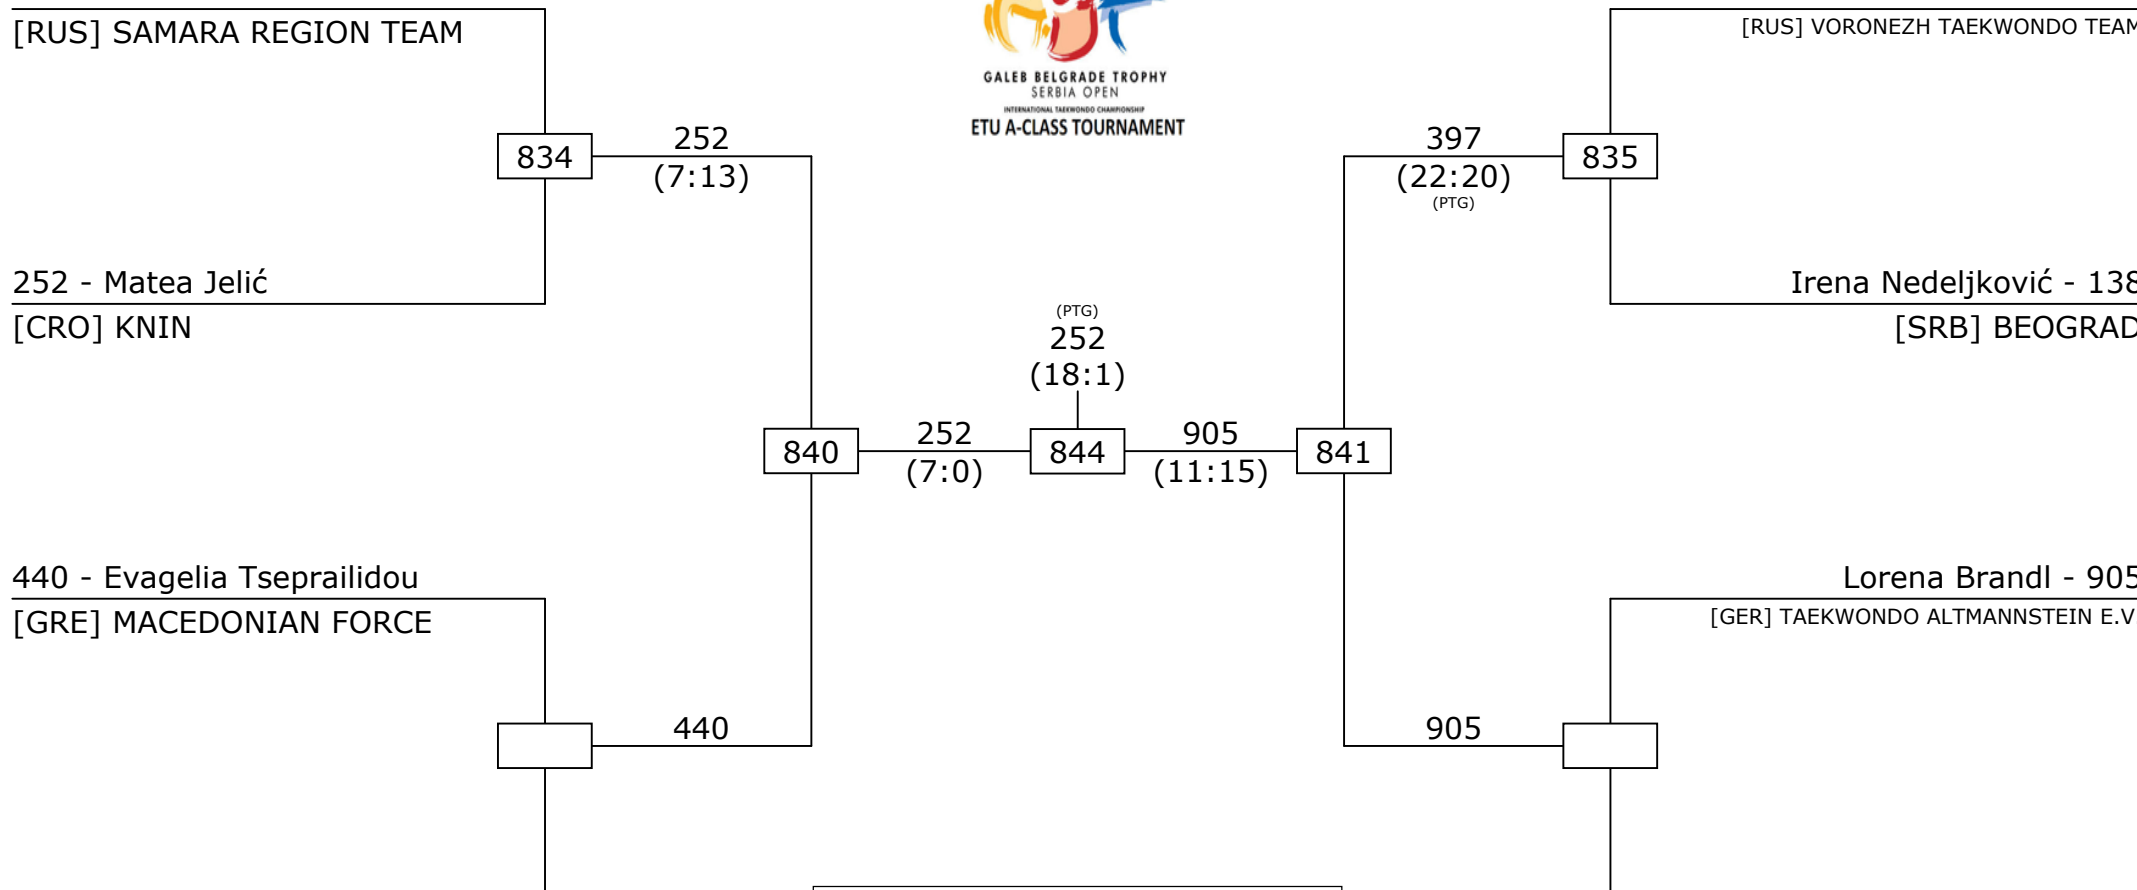 [RUS] SAMARA REGION TEAM
[RUS] VORONEZH TAEKWONDO TEAM
GALEB BELGRADE TROPHY
SERBIA OPEN
INTERNATIONAL TAEKWONDO CHAMPIONSHIP
ETU A-CLASS TOURNAMENT
834
252
(7:13)
397
(22:20)
(PTG)
835
252 - Matea Jelić
[CRO] KNIN
Irena Nedeljković - 138
[SRB] BEOGRAD
(PTG)
252
(18:1)
840
252
(7:0)
844
905
(11:15)
841
440 - Evagelia Tseprailidou
[GRE] MACEDONIAN FORCE
Lorena Brandl - 905
[GER] TAEKWONDO ALTMANNSTEIN E.V
440
905